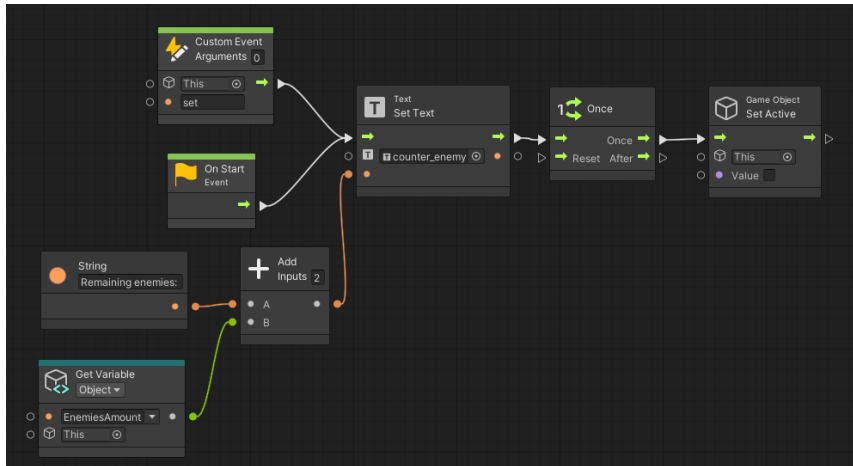 Custom Event
Arguments 0
This
set
On Start
Event
Text
Set Text
T
T counter_enemy
1 Once
Once
Reset After
Game Object
Set Active
This
Value
String
Remaining enemies:
Add
Inputs 2
A
B
Get Variable
Object
EnemiesAmount
This